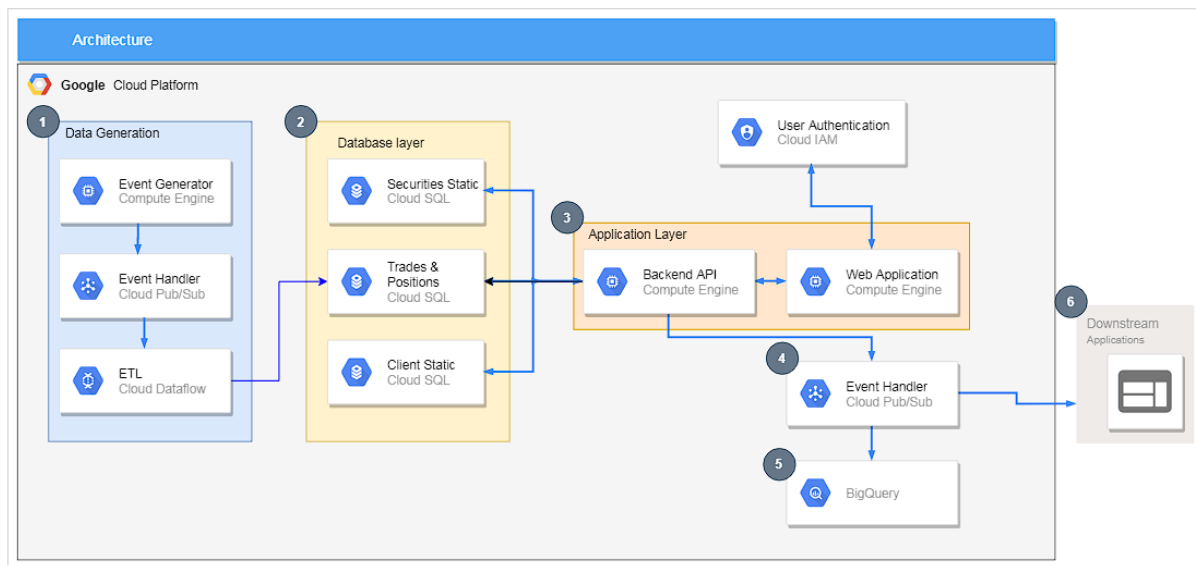 Architecture
Google Cloud Platform
1
Data Generation
Event Generator
Compute Engine
Event Handler
Cloud Pub/Sub
ETL
Cloud Dataflow
2
Database layer
Securities Static
Cloud SQL
Trades &
Positions
Cloud SQL
Client Static
Cloud SQL
User Authentication
Cloud IAM
3
Application Layer
Backend API
Compute Engine
Web Application
Compute Engine
4
Event Handler
Cloud Pub/Sub
5
BigQuery
6
Downstream
Applications